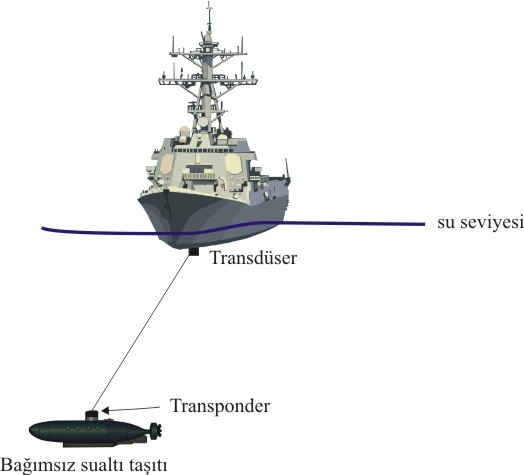 su seviyesi
Transdüser
Transponder
Bağımsız sualtı taşıtı